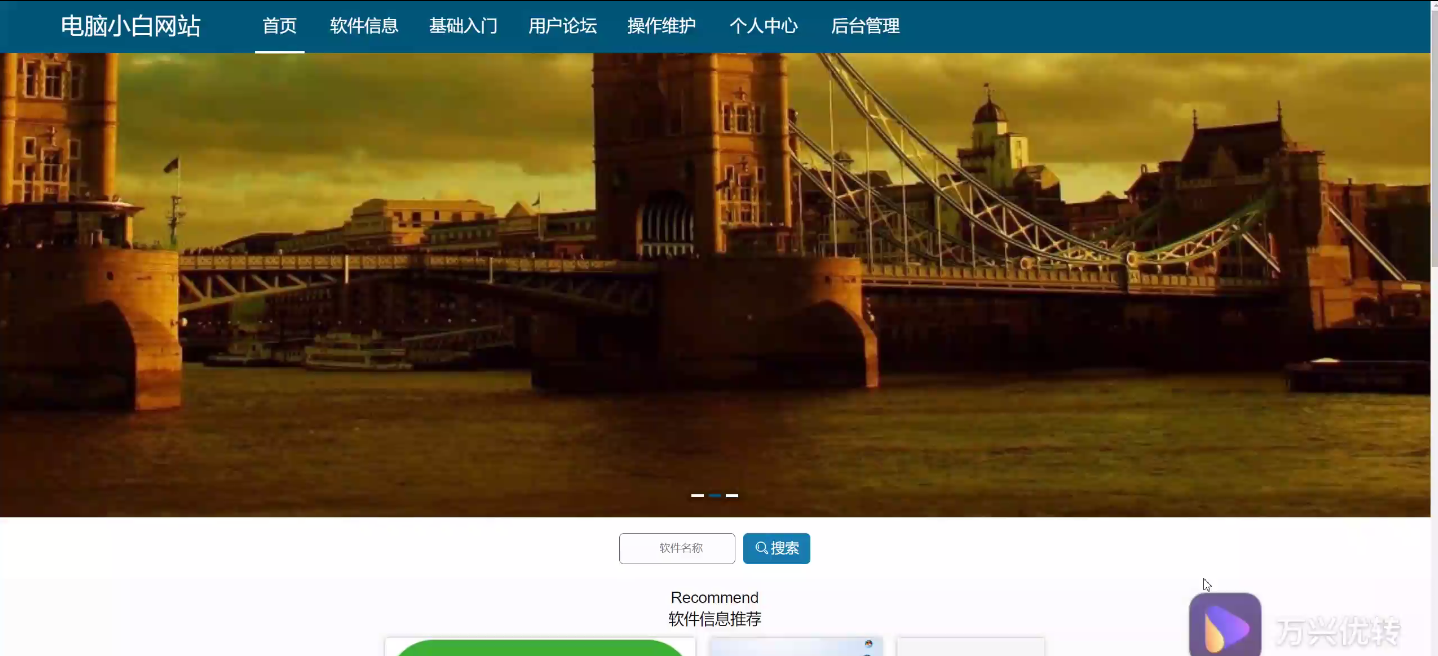 电脑小白网站
首页 软件信息 基础入门 用户论坛 操作维护 个人中心 后台管理
软件名称 搜索
Recommend
软件信息推荐
万兴优转